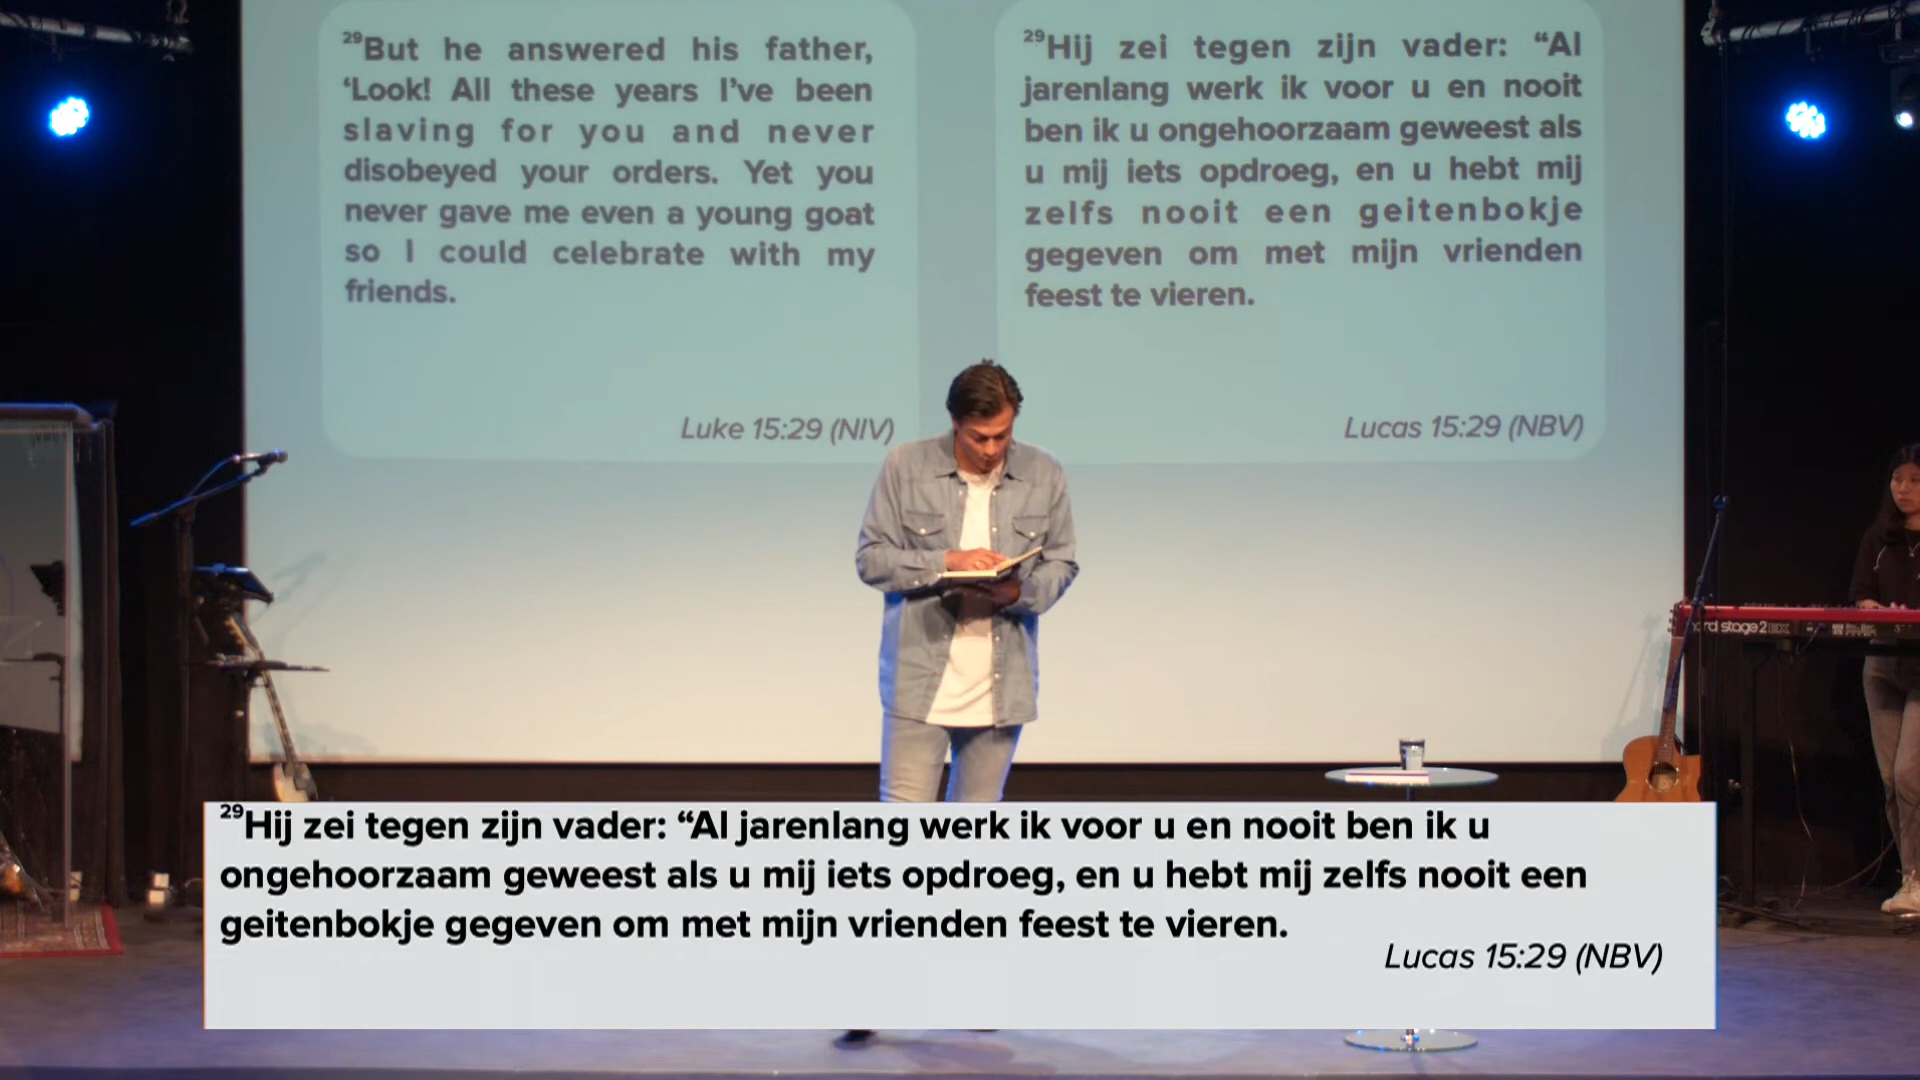 ²⁹But he answered his father,
‘Look! All these years I’ve been
slaving for you and never
disobeyed your orders. Yet you
never gave me even a young goat
so I could celebrate with my
friends.
Luke 15:29 (NIV)
²⁹Hij zei tegen zijn vader: “Al
jarenlang werk ik voor u en nooit
ben ik u ongehoorzaam geweest als
u mij iets opdroeg, en u hebt mij
zelfs nooit een geitenbokje
gegeven om met mijn vrienden
feest te vieren.
Lucas 15:29 (NBV)
stage 2 EX
²⁹Hij zei tegen zijn vader: “Al jarenlang werk ik voor u en nooit ben ik u
ongehoorzaam geweest als u mij iets opdroeg, en u hebt mij zelfs nooit een
geitenbokje gegeven om met mijn vrienden feest te vieren.
Lucas 15:29 (NBV)